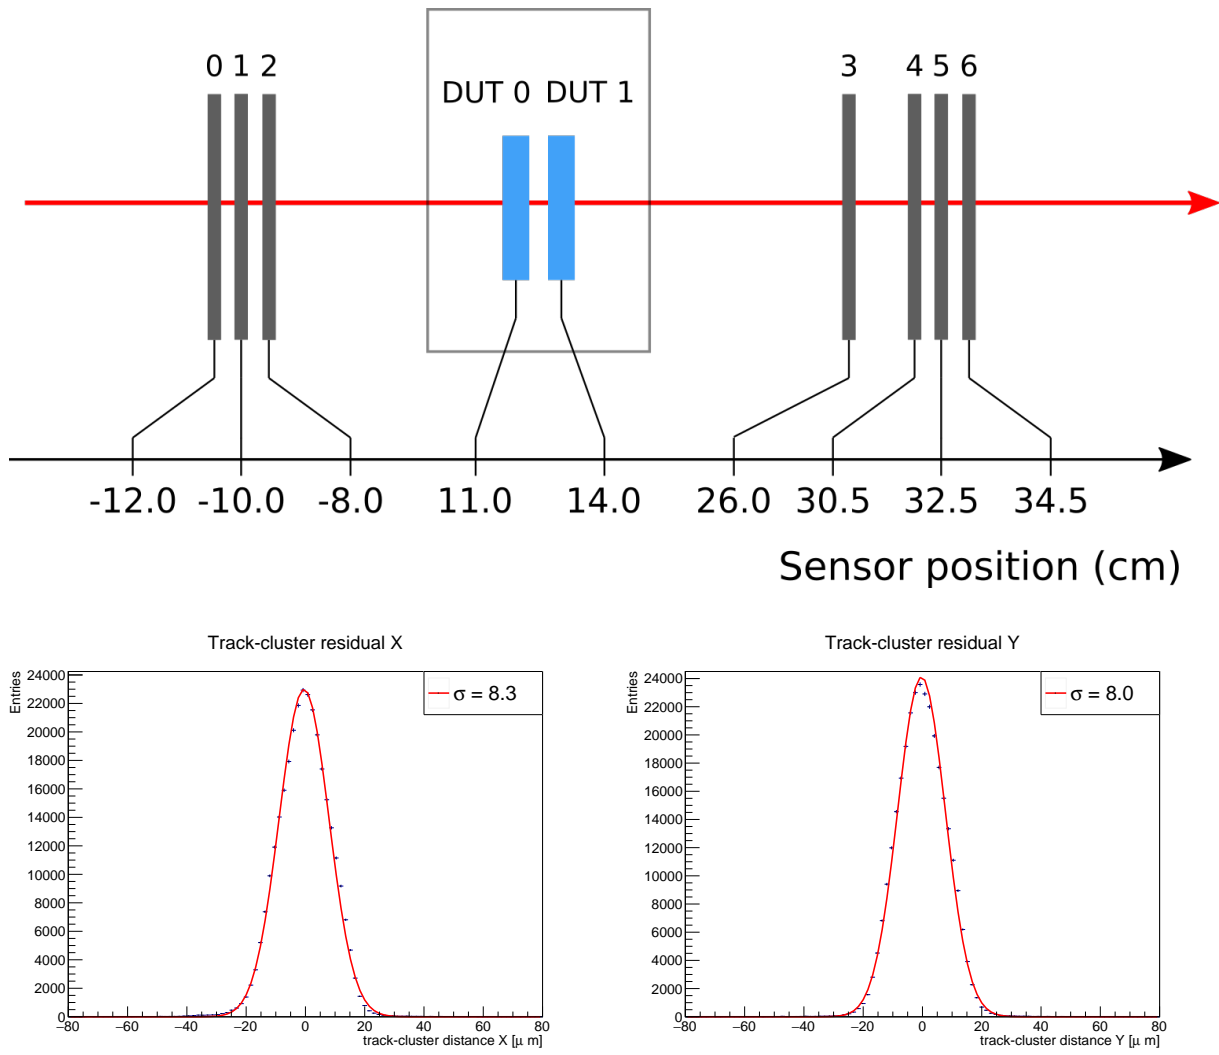 0 1 2
3
4 5 6
DUT 0 DUT 1
-12.0 -10.0 -8.0 11.0 14.0 26.0 30.5 32.5 34.5
Sensor position (cm)
Track-cluster residual X
Entries
24000
22000
20000
18000
16000
14000
12000
10000
8000
6000
4000
2000
0
σ = 8.3
−80 −60 −40 −20 0 20 40 60 80
track-cluster distance X [μ m]
Track-cluster residual Y
Entries
24000
22000
20000
18000
16000
14000
12000
10000
8000
6000
4000
2000
0
σ = 8.0
−80 −60 −40 −20 0 20 40 60 80
track-cluster distance Y [μ m]